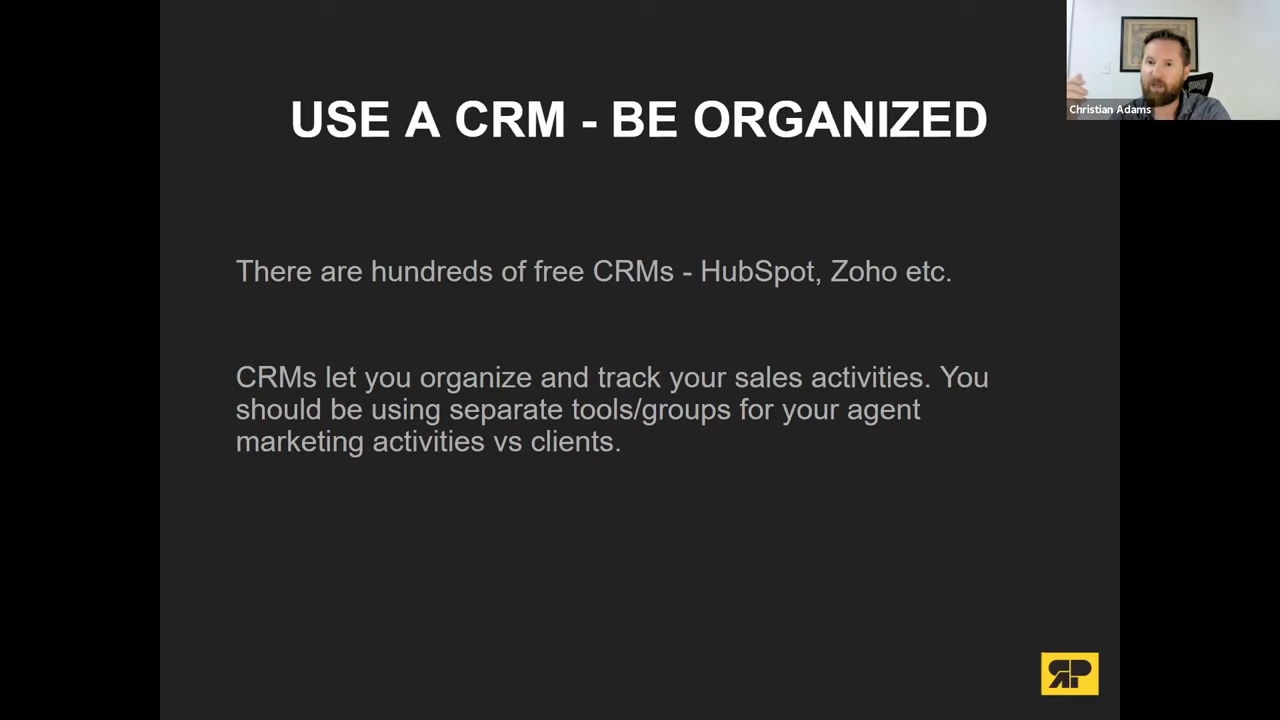 USE A CRM - BE ORGANIZED
Christian Adams
There are hundreds of free CRMs - HubSpot, Zoho etc.
CRMs let you organize and track your sales activities. You
should be using separate tools/groups for your agent
marketing activities vs clients.